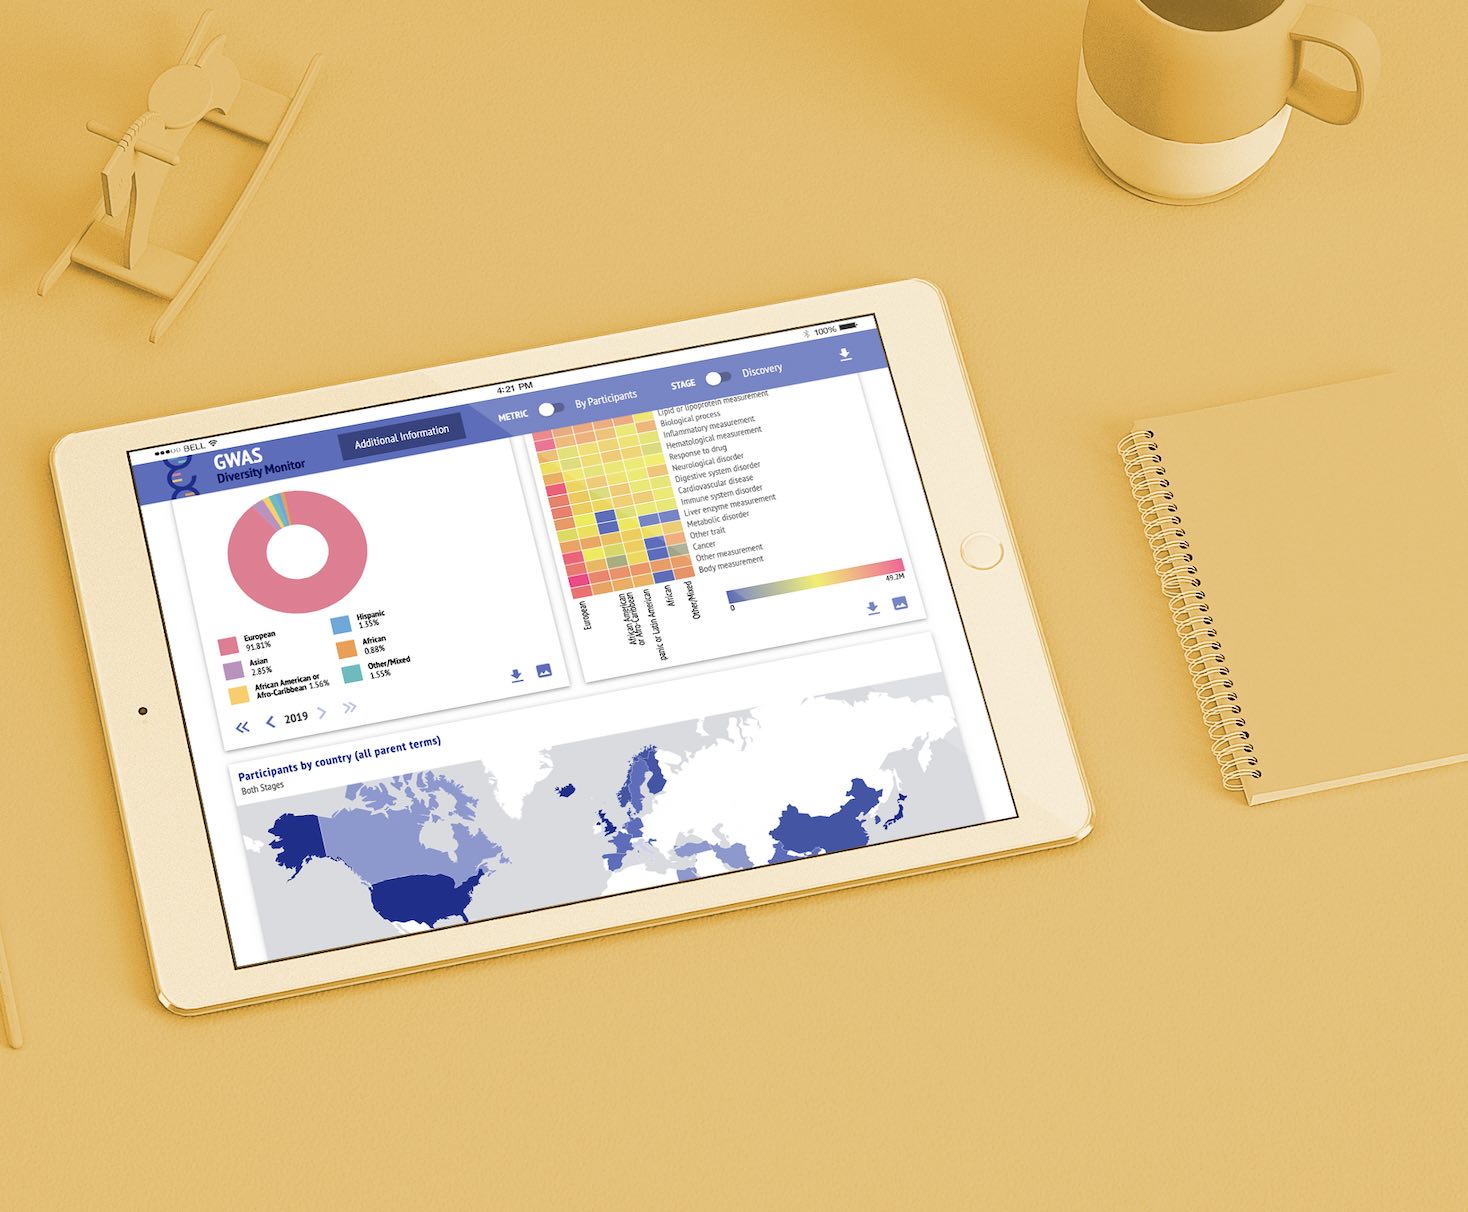 BELL
4:21 PM
100%
GWAS
Diversity Monitor
Additional Information
METRIC
By Participants
STAGE
Discovery
European
91.81%
Asian
2.85%
African American or
Afro-Caribbean 1.56%
Hispanic
1.35%
African
0.88%
Other/Mixed
1.55%
2019
Lipid or lipoprotein measurement
Biological process
Inflammatory measurement
Hematological measurement
Response to drug
Neurological disorder
Digestive system disorder
Cardiovascular disease
Immune system disorder
Liver enzyme measurement
Metabolic disorder
Other trait
Cancer
Other measurement
Body measurement
European
African American
or Afro-Caribbean
panic or Latin American
African
Other/Mixed
0
49.2M
Participants by country (all parent terms)
Both Stages